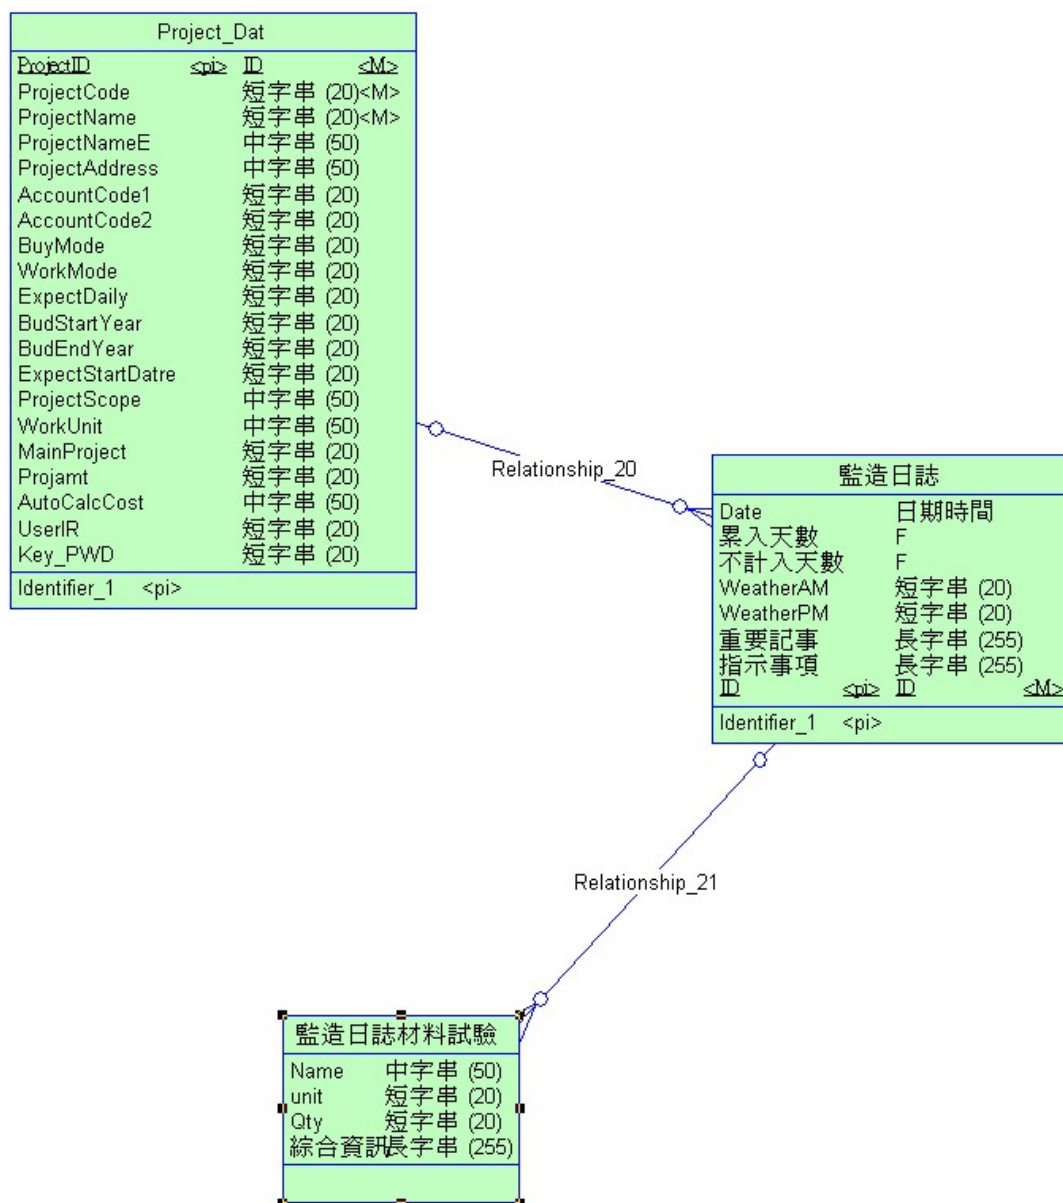 Project_Dat
ProjectID <pi> ID <M>
ProjectCode 短字串 (20)<M>
ProjectName 短字串 (20)<M>
ProjectNameE 中字串 (50)
ProjectAddress 中字串 (50)
AccountCode1 短字串 (20)
AccountCode2 短字串 (20)
BuyMode 短字串 (20)
WorkMode 短字串 (20)
ExpectDaily 短字串 (20)
BudStartYear 短字串 (20)
BudEndYear 短字串 (20)
ExpectStartDatre 短字串 (20)
ProjectScope 中字串 (50)
WorkUnit 中字串 (50)
MainProject 短字串 (20)
Projamt 短字串 (20)
AutoCalcCost 中字串 (50)
UserIR 短字串 (20)
Key_PWD 短字串 (20)
Identifier_1 <pi>
Relationship_20
監造日誌
Date 日期時間
累入天數 F
不計入天數 F
WeatherAM 短字串 (20)
WeatherPM 短字串 (20)
重要記事 長字串 (255)
指示事項 長字串 (255)
ID <pi> ID <M>
Identifier_1 <pi>
Relationship_21
監造日誌材料試驗
Name 中字串 (50)
unit 短字串 (20)
Qty 短字串 (20)
綜合資訊長字串 (255)